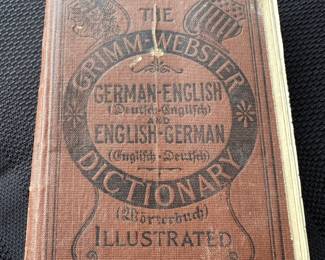 THE
GRIMM-WEBSTER
GERMAN-ENGLISH
(Deutsch-Englisch)
AND
ENGLISH-GERMAN
(Englisch-Deutsch)
DICTIONARY
(Wörterbuch)
ILLUSTRATED